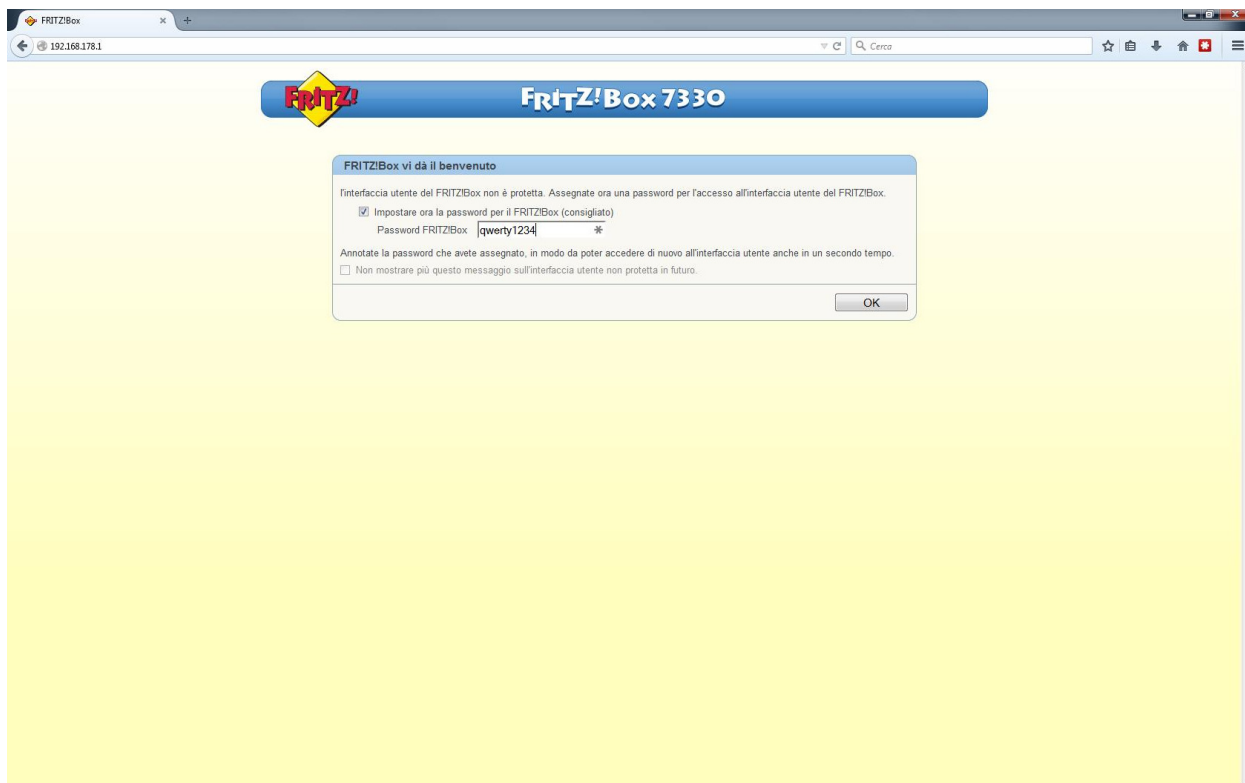 FRITZ!Box
192.168.178.1
Cerca
FRITZ!
FRITZ!Box 7330
FRITZ!Box vi dà il benvenuto
l'interfaccia utente del FRITZ!Box non è protetta. Assegnate ora una password per l'accesso all'interfaccia utente del FRITZ!Box.
Impostare ora la password per il FRITZ!Box (consigliato)
Password FRITZ!Box qwerty1234
Annotate la password che avete assegnato, in modo da poter accedere di nuovo all'interfaccia utente anche in un secondo tempo.
Non mostrare più questo messaggio sull'interfaccia utente non protetta in futuro.
OK